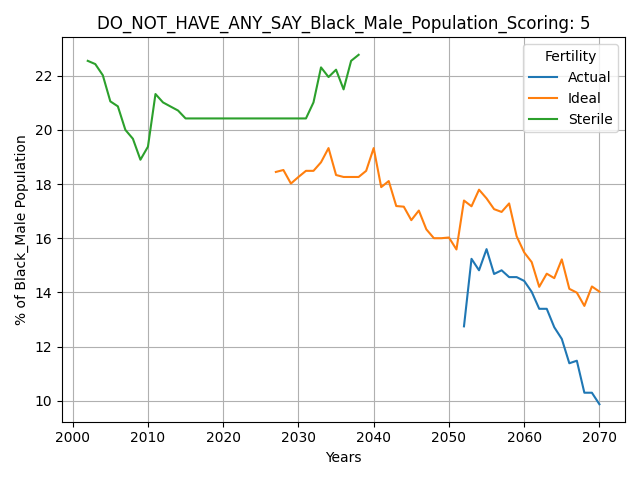 DO_NOT_HAVE_ANY_SAY_Black_Male_Population_Scoring: 5
Fertility
Actual
Ideal
Sterile
% of Black_Male Population
22
20
18
16
14
12
10
2000 2010 2020 2030 2040 2050 2060 2070
Years